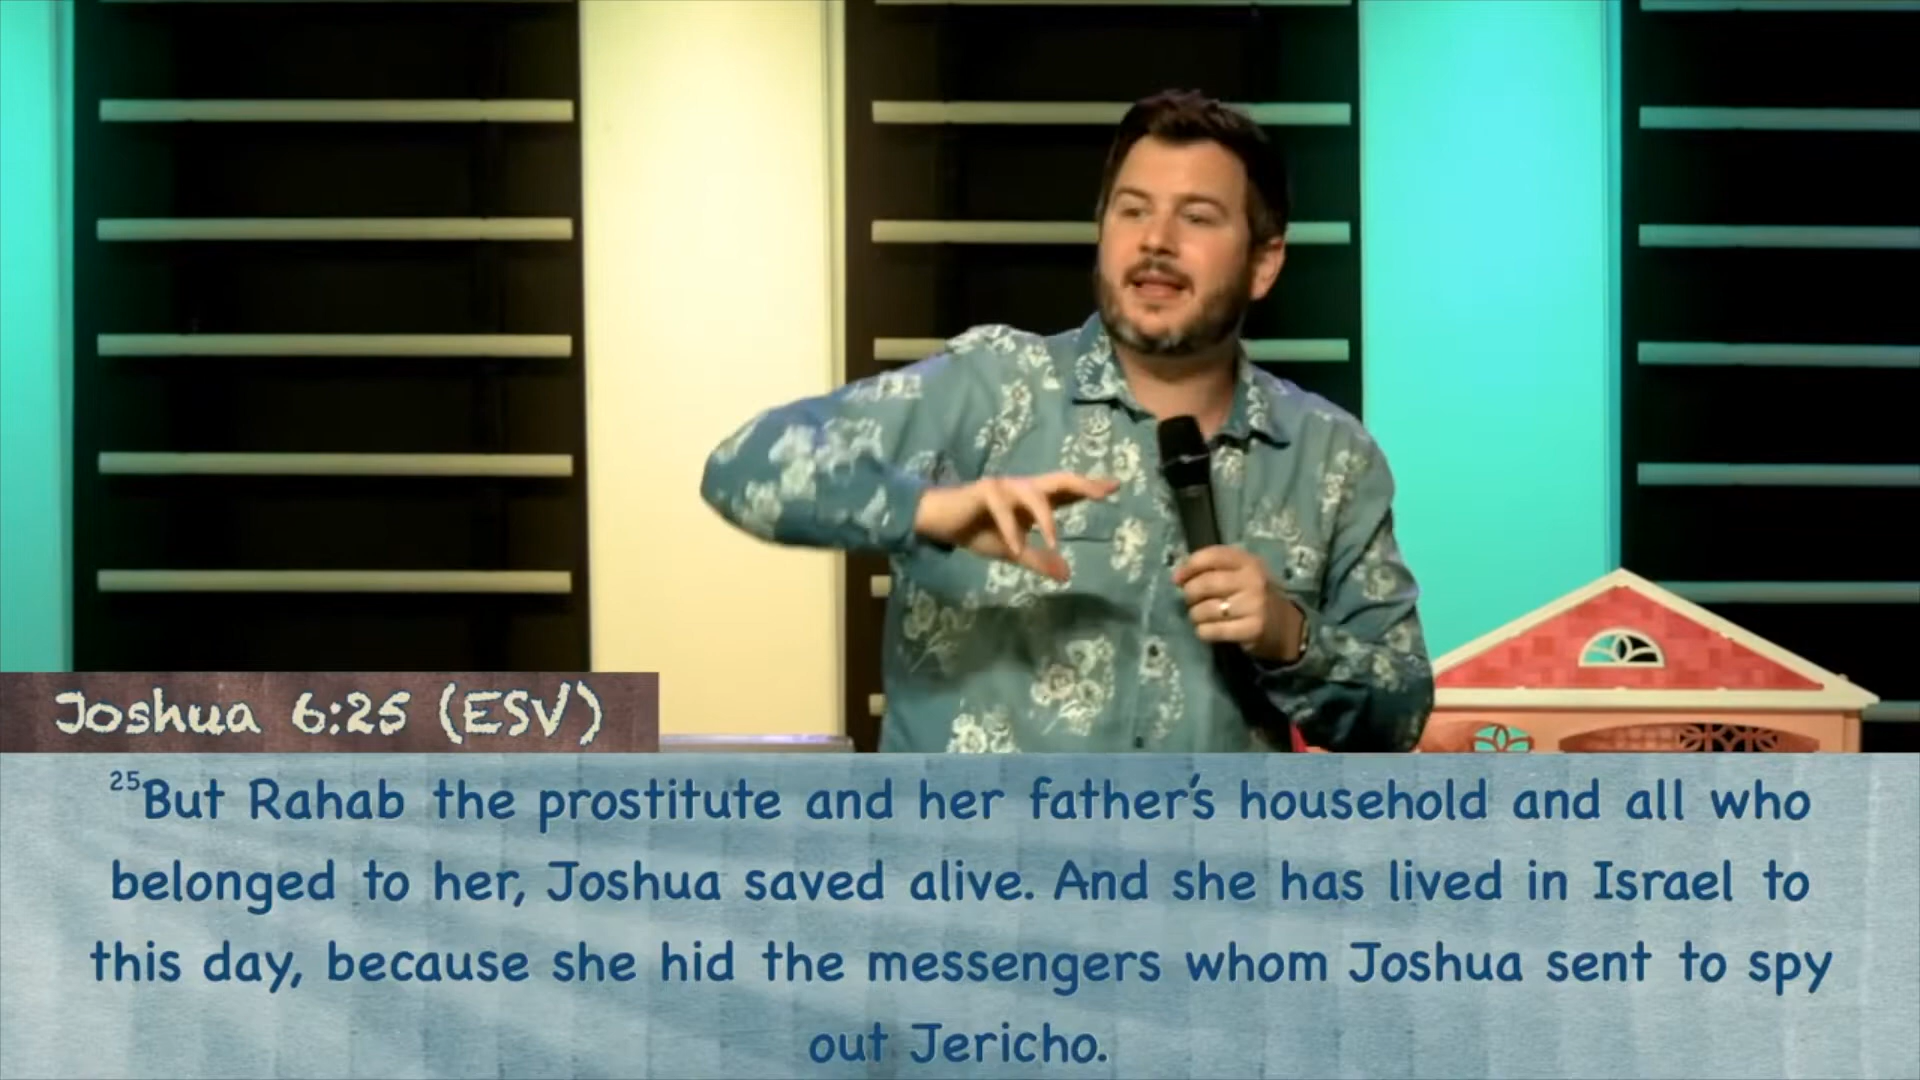 Joshua 6:25 (ESV)
25But Rahab the prostitute and her father's household and all who
belonged to her, Joshua saved alive. And she has lived in Israel to
this day, because she hid the messengers whom Joshua sent to spy
out Jericho.